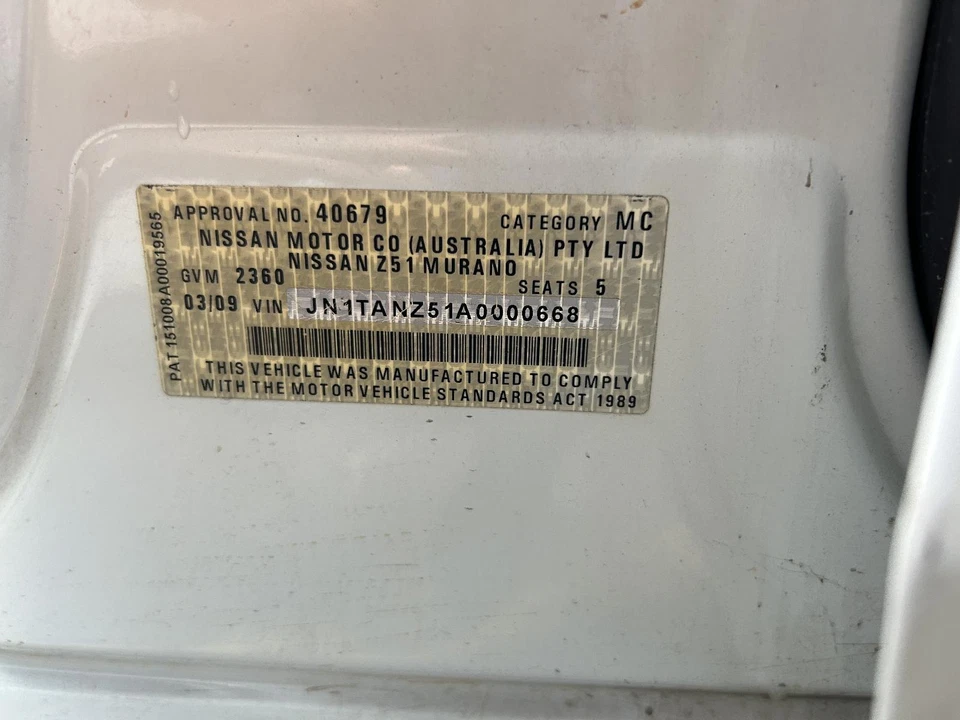 APPROVAL NO. 40679 CATEGORY MC
NISSAN MOTOR CO (AUSTRALIA) PTY LTD
NISSAN Z51 MURANO
GVM 2360 SEATS 5
03/09 VIN JN1TANZ51A0000668
THIS VEHICLE WAS MANUFACTURED TO COMPLY
WITH THE MOTOR VEHICLE STANDARDS ACT 1989
PAT 151008A00019565